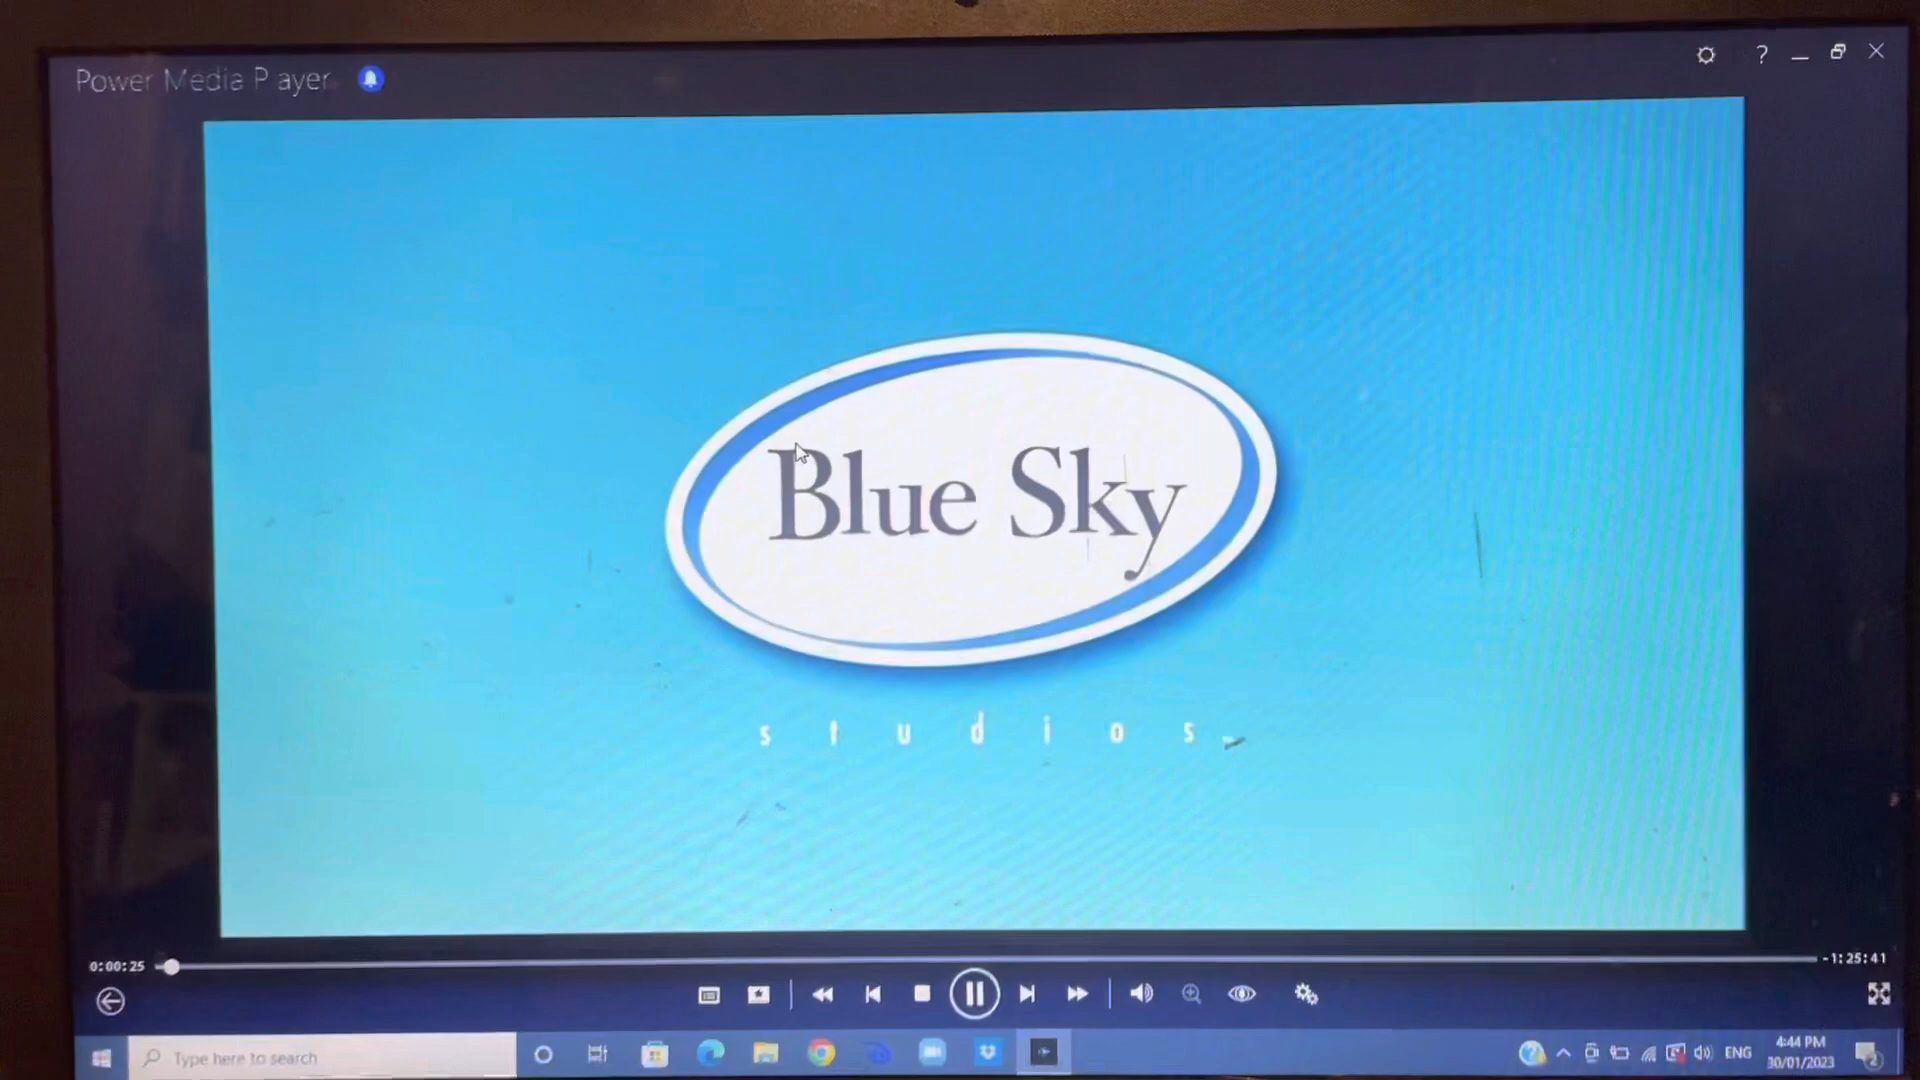 Power Media Player
?
Blue Sky
studios
0:00:25
-1:25:41
Type here to search
ENG
4:44 PM
30/01/2023
2